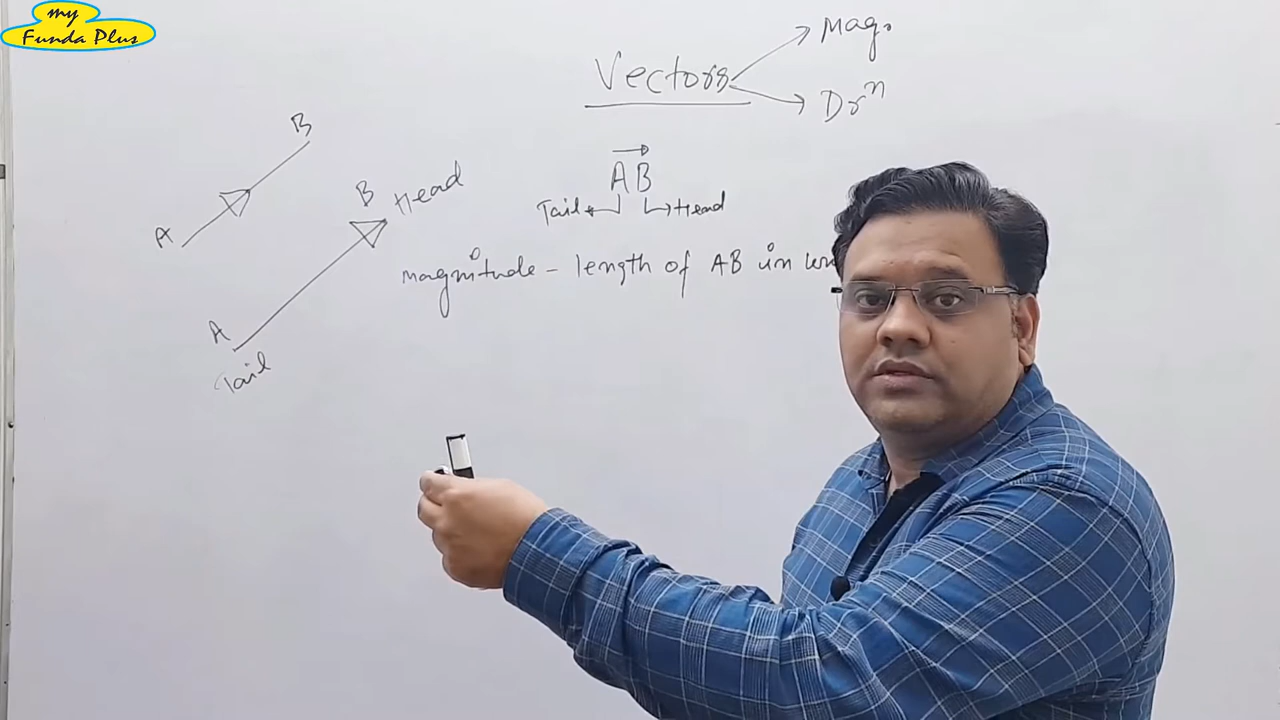 my
Funda Plus
Vectors
Mag.
Drⁿ
A
B
A
B
Head
Tail
AB
Tail
Head
magnitude - length of AB in